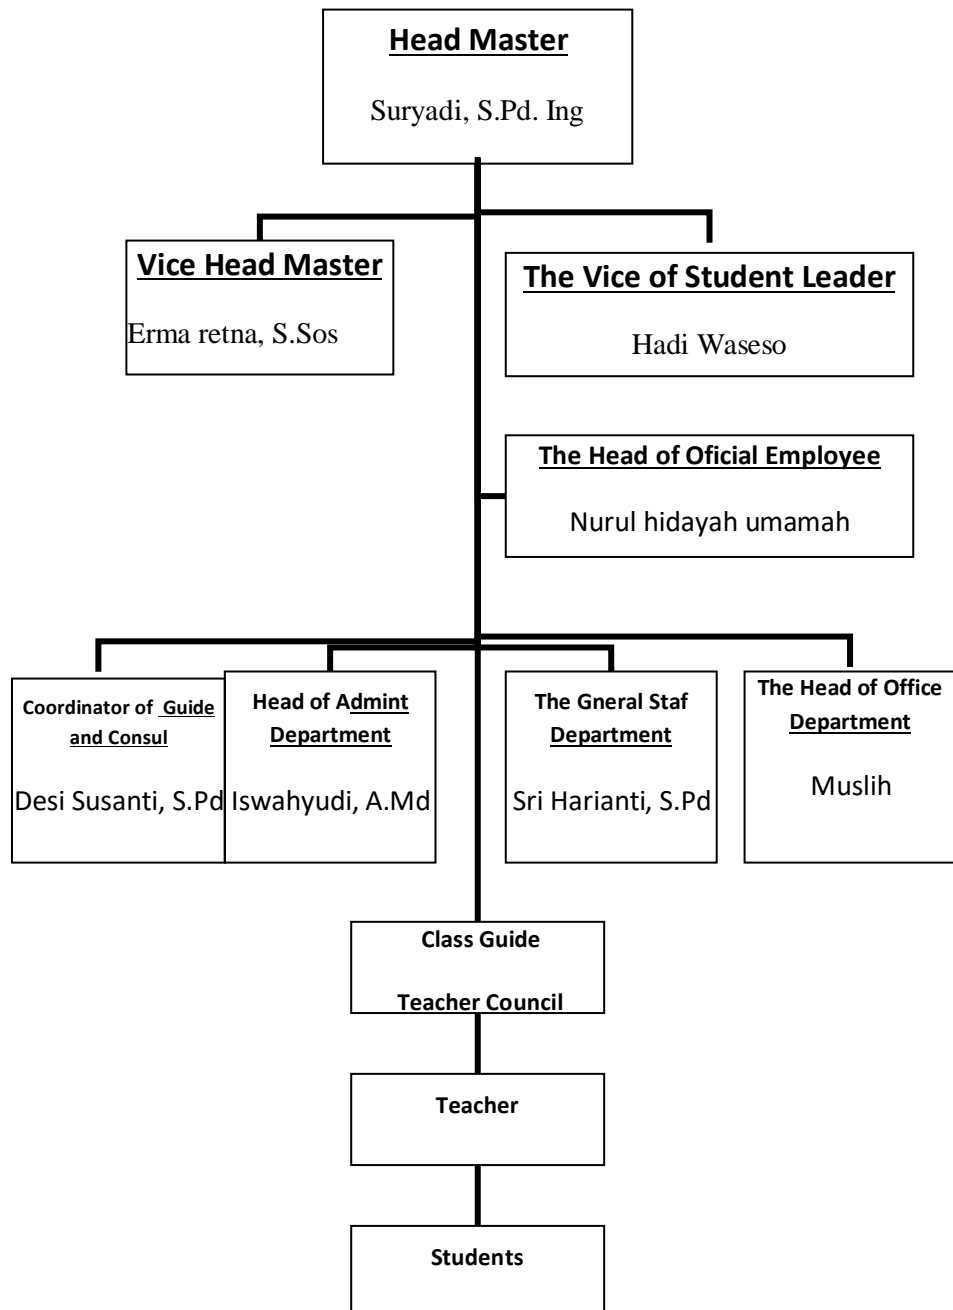 Head Master
Suryadi, S.Pd. Ing
Vice Head Master
Erma retna, S.Sos
The Vice of Student Leader
Hadi Waseso
The Head of Oficial Employee
Nurul hidayah umamah
Coordinator of Guide
and Consul
Desi Susanti, S.Pd
Head of Admint
Department
Iswahyudi, A.Md
The Gneral Staf
Department
Sri Harianti, S.Pd
The Head of Office
Department
Muslih
Class Guide
Teacher Council
Teacher
Students